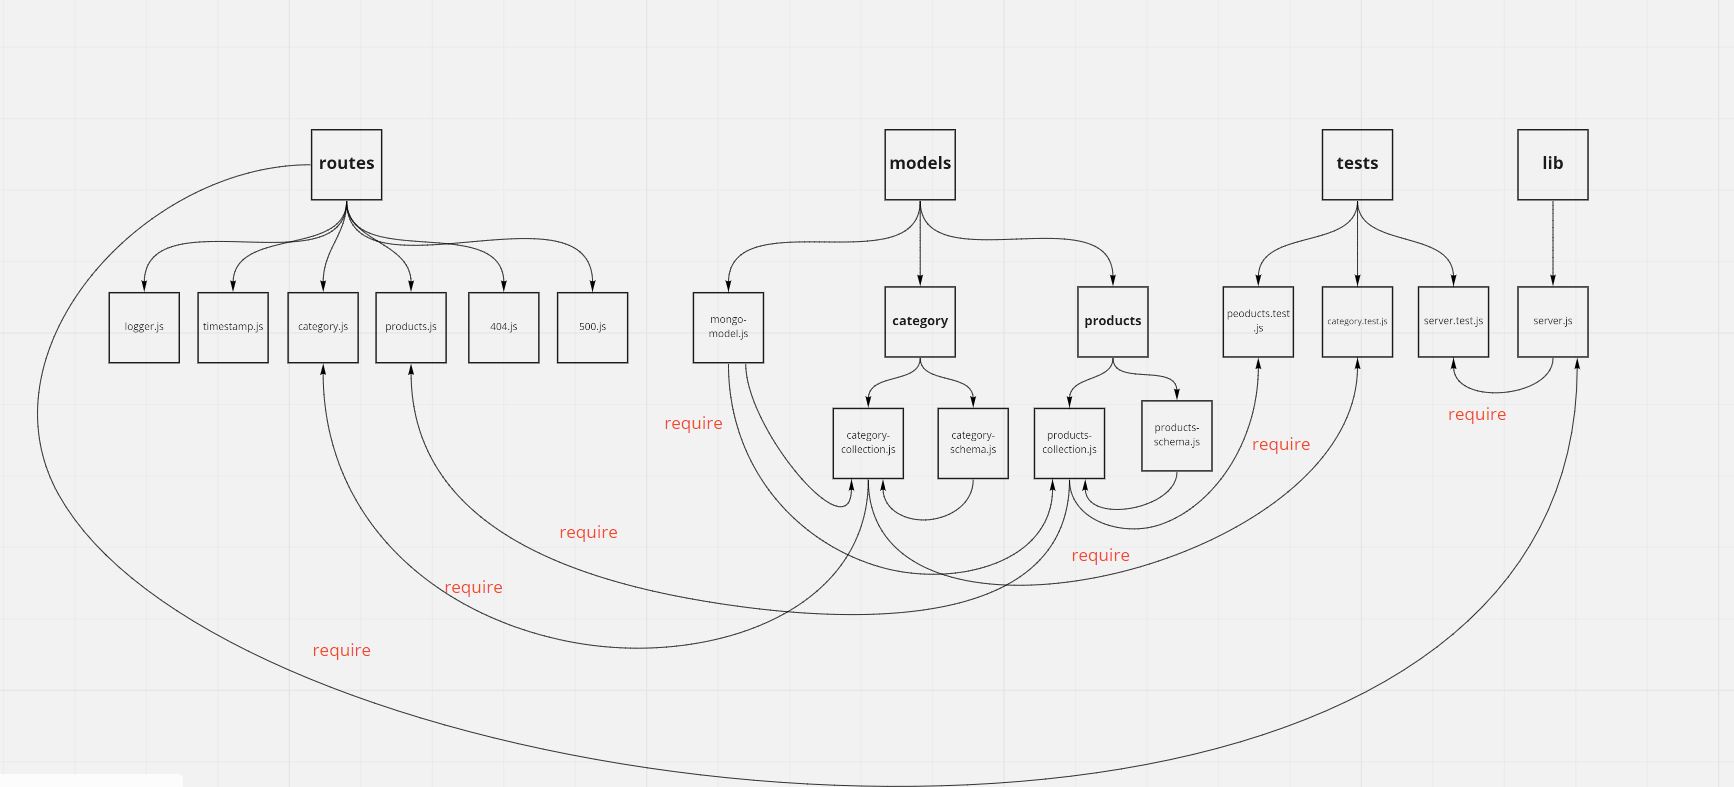 routes
models
tests
lib
logger.js
timestamp.js
category.js
products.js
404.js
500.js
mongo-
model.js
category
products
peoducts.test
.js
category.test.js
server.test.js
server.js
require
category-
collection.js
category-
schema.js
products-
collection.js
products-
schema.js
require
require
require
require
require
require